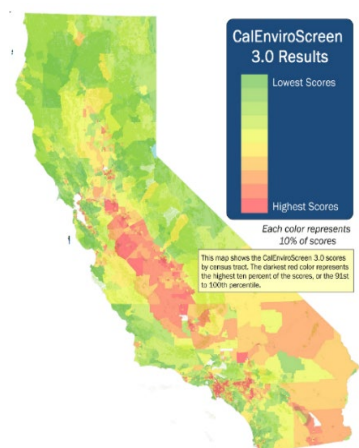 CalEnviroScreen
3.0 Results
Lowest Scores
Highest Scores
Each color represents
10% of scores
This map shows the CalEnviroScreen 3.0 scores
by census tract. The darkest red color represents
the highest ten percent of the scores, or the 91st
to 100th percentile.